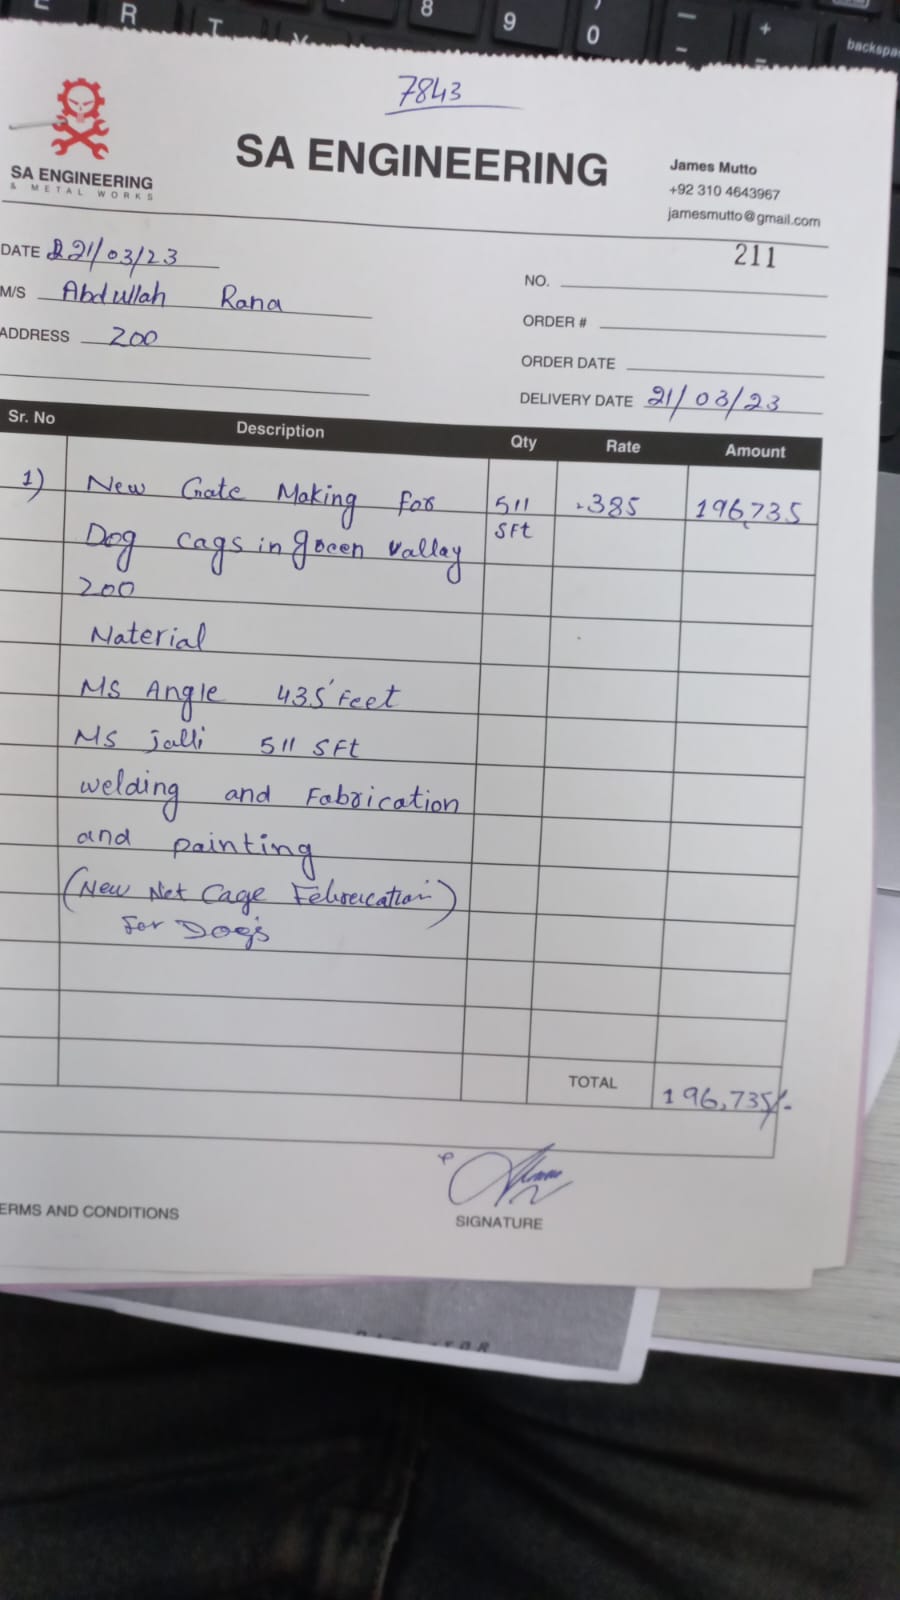 7843
SA ENGINEERING
& METAL WORKS
SA ENGINEERING
James Mutto
+92 310 4643967
jamesmutto@gmail.com
211
DATE 21/03/23
M/S Abdullah Rana
ADDRESS 200
NO.
ORDER #
ORDER DATE
DELIVERY DATE 21/03/23
Sr. No Description Qty Rate Amount
1) New Gate Making For 511 385 196,735
Dog cags in green valley SFt
200
Material
MS Angle 435' Feet
MS jalli 511 SFt
welding and Fabrication
and painting
(New Net Cage Febreication)
For Dog's
TOTAL 196,735/-
ERMS AND CONDITIONS
SIGNATURE
E R T Y 8 9 ) 0 — - + = backspa